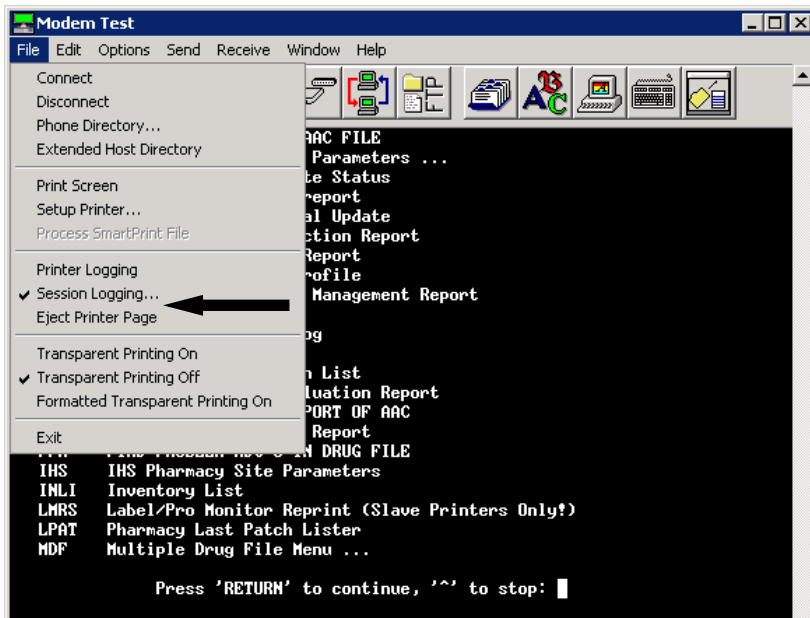 Modem Test
File Edit Options Send Receive Window Help
Connect
Disconnect
Phone Directory...
Extended Host Directory
Print Screen
Setup Printer...
Process SmartPrint File
Printer Logging
Session Logging...
Eject Printer Page
Transparent Printing On
Transparent Printing Off
Formatted Transparent Printing On
Exit
ABC
AAC FILE
Parameters ...
te Status
report
al Update
ction Report
Report
rofile
Management Report
og
n List
luation Report
PORT OF AAC
Report
IN DRUG FILE
IHS IHS Pharmacy Site Parameters
INLI Inventory List
LMRS Label/Pro Monitor Reprint (Slave Printers Only!)
LPAT Pharmacy Last Patch Lister
MDF Multiple Drug File Menu ...
Press 'RETURN' to continue, '^' to stop: